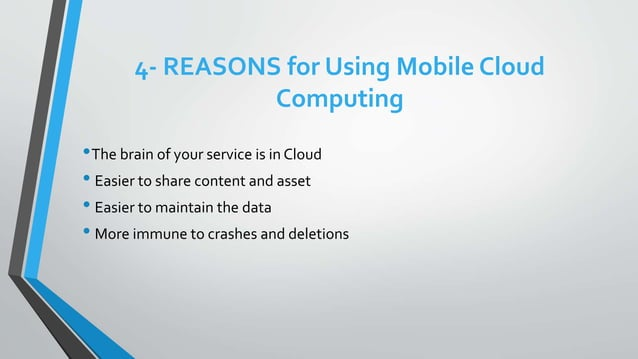 4- REASONS for Using Mobile Cloud
Computing
•The brain of your service is in Cloud
• Easier to share content and asset
• Easier to maintain the data
• More immune to crashes and deletions